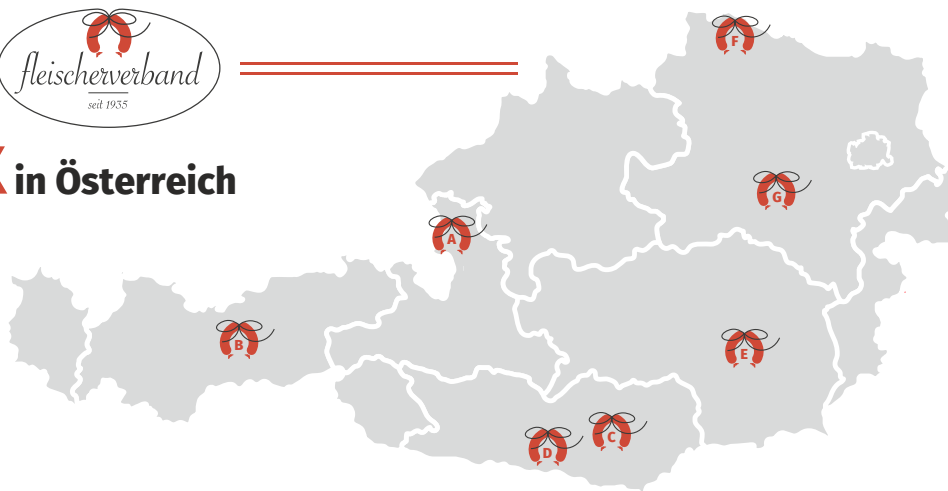 fleischerverband
seit 1935
in Österreich
F
G
A
B
E
C
D